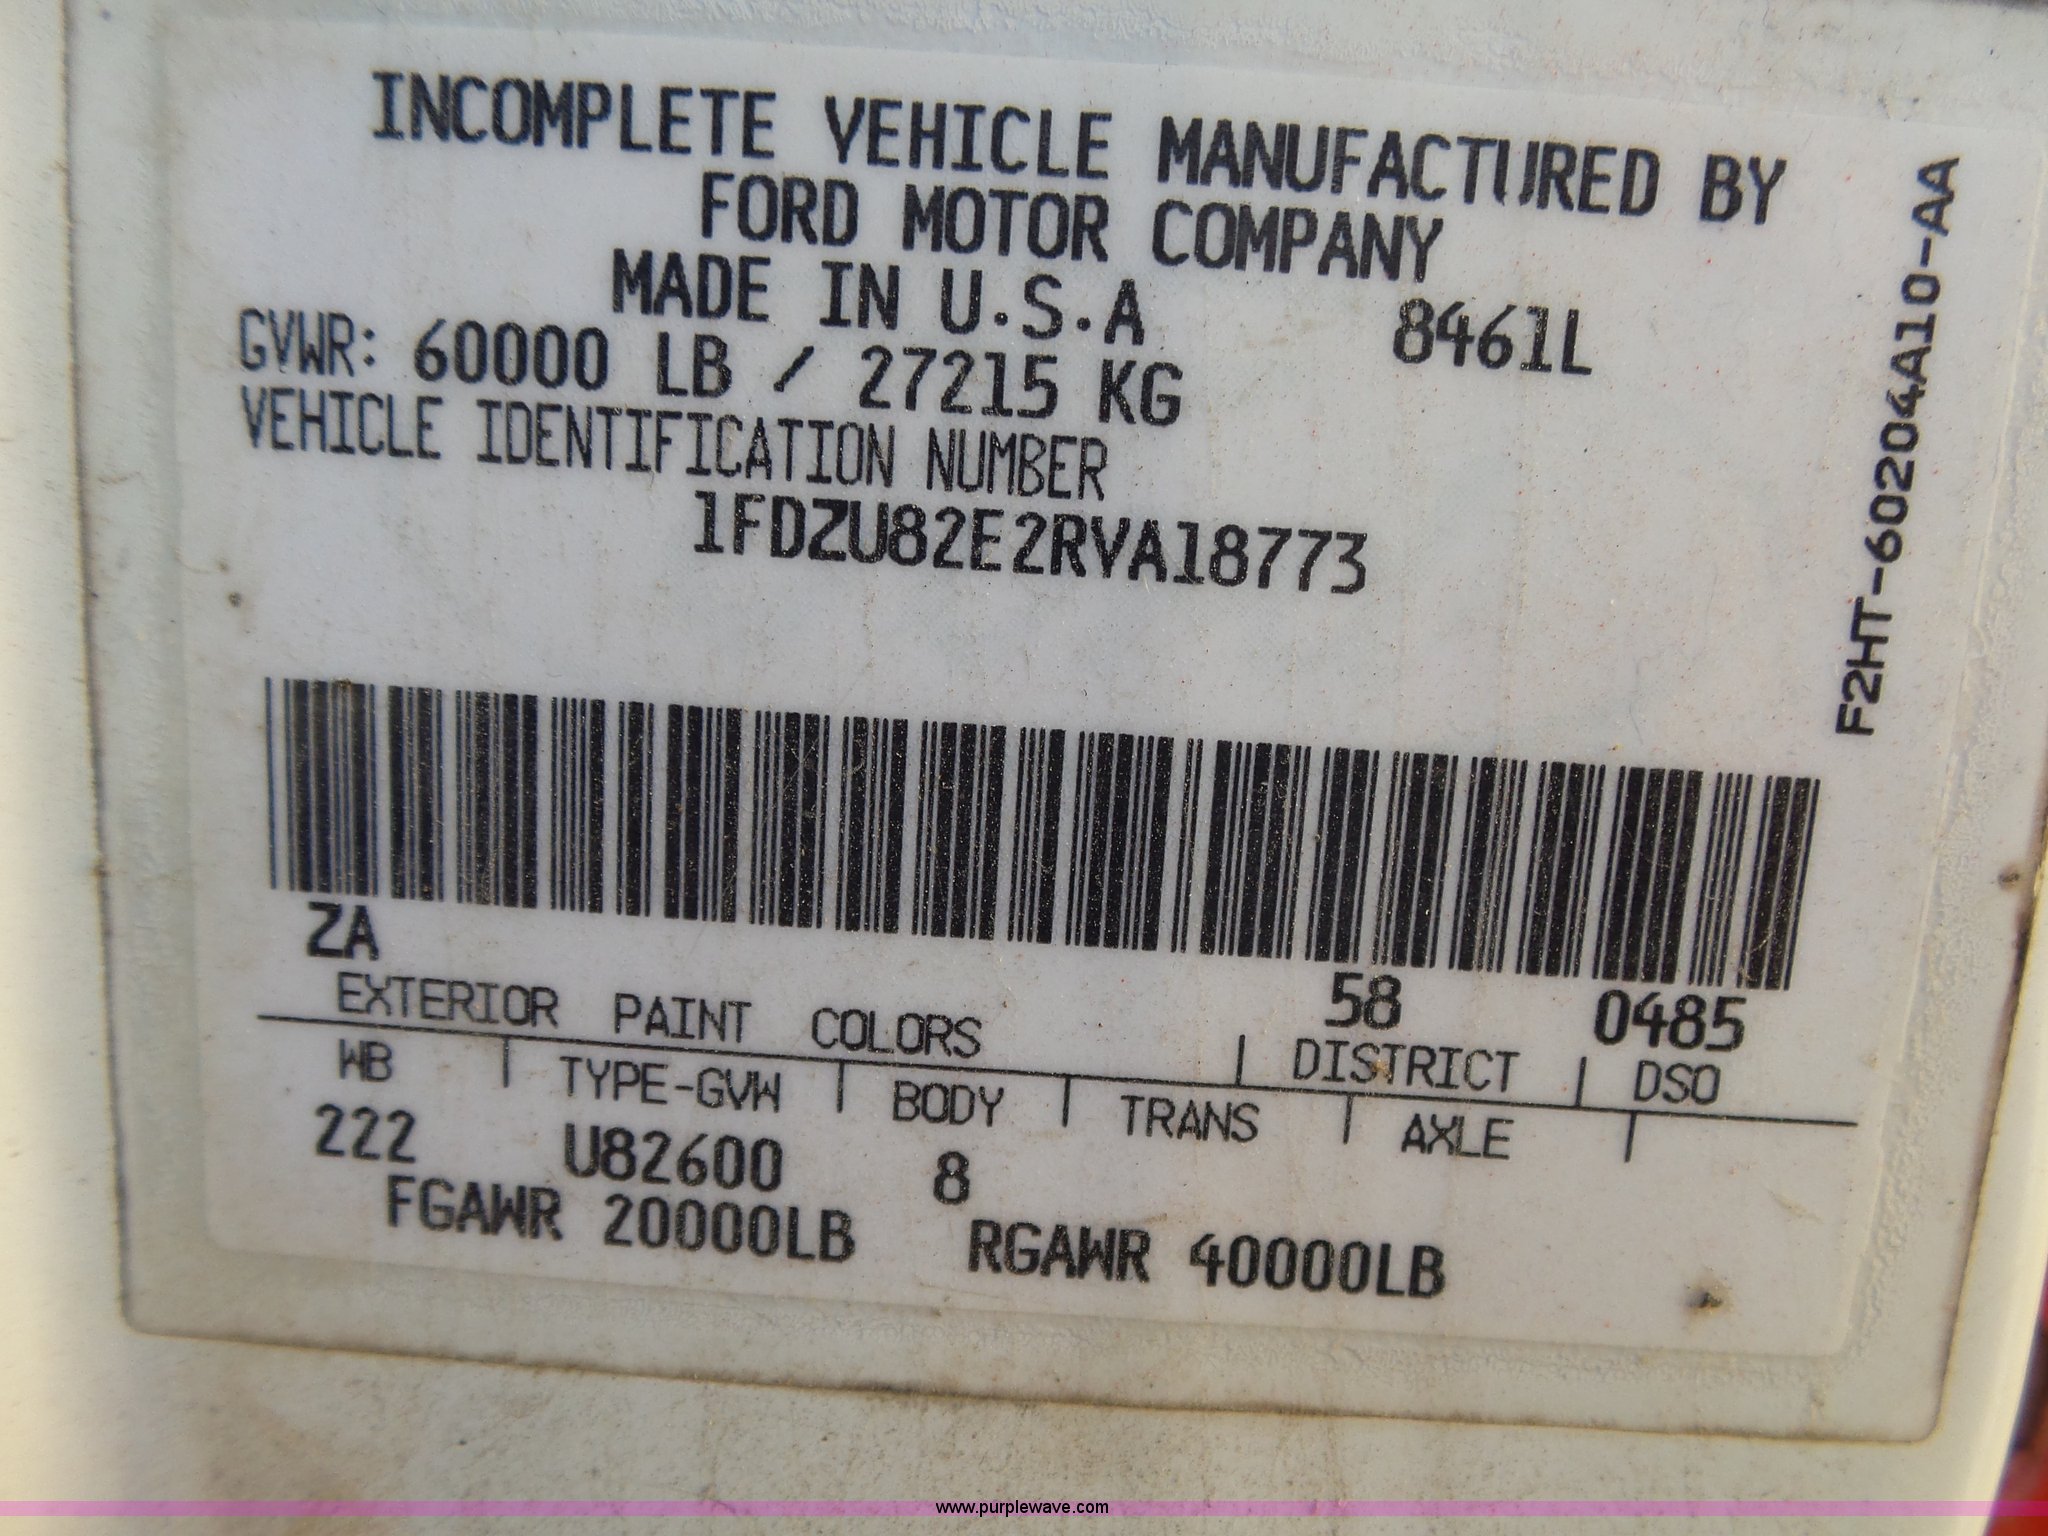 INCOMPLETE VEHICLE MANUFACTURED BY
FORD MOTOR COMPANY
MADE IN U.S.A
8461L
GVWR: 60000 LB / 27215 KG
VEHICLE IDENTIFICATION NUMBER
1FDZU82E2RVA18773
F2HT-60204A10-AA
ZA
58 0485
EXTERIOR PAINT COLORS DISTRICT DSO
WB TYPE-GVW BODY TRANS AXLE
222 U82600 8
FGAWR 20000LB RGAWR 40000LB
www.purplewave.com